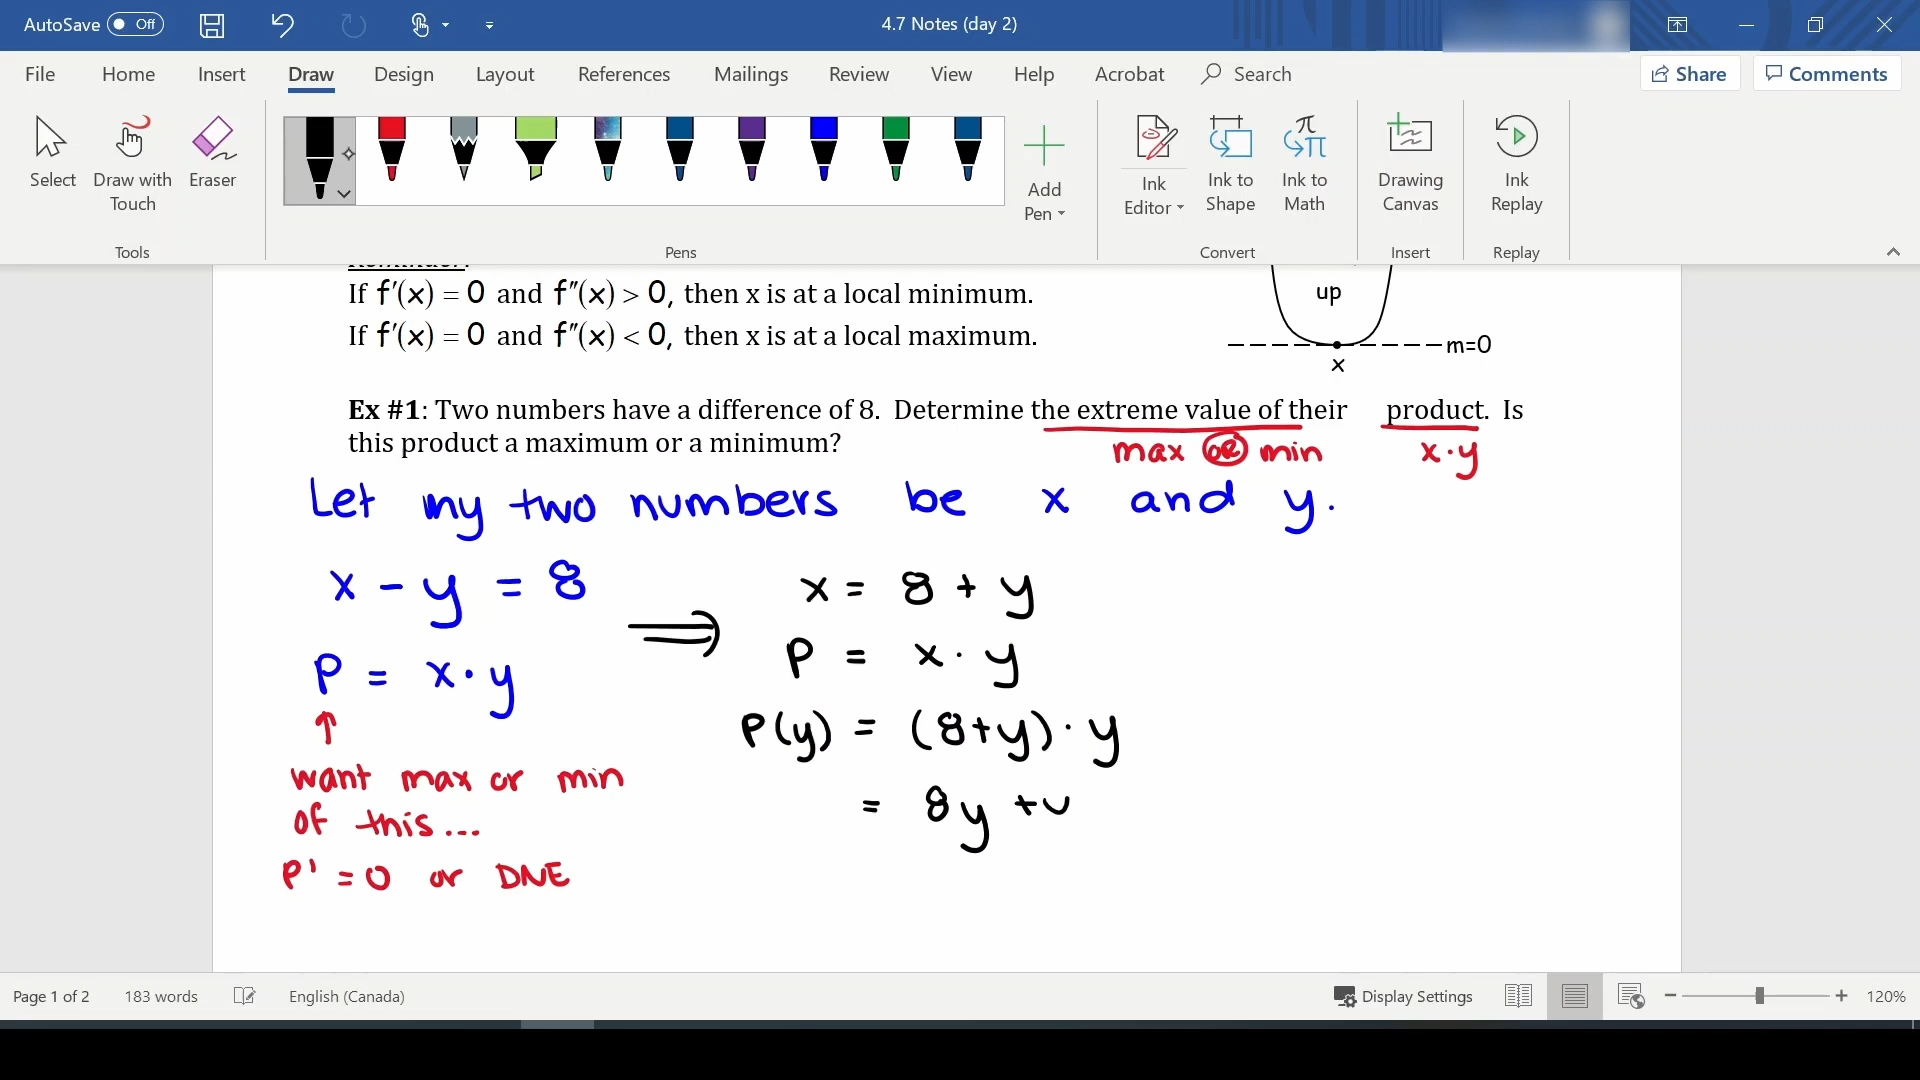 AutoSave Off 4.7 Notes (day 2)
File Home Insert Draw Design Layout References Mailings Review View Help Acrobat Search Share Comments
Select Draw with Touch Eraser Add Pen Ink Editor Ink to Shape Ink to Math Drawing Canvas Ink Replay
Tools Pens Convert Insert Replay
If f′(x) = 0 and f″(x) > 0, then x is at a local minimum.
up
If f′(x) = 0 and f″(x) < 0, then x is at a local maximum.
m=0
x
Ex #1: Two numbers have a difference of 8. Determine the extreme value of their product. Is
this product a maximum or a minimum?
max OR min x·y
Let my two numbers be x and y.
x - y = 8
P = x·y
want max or min
of this...
P' = 0 or DNE
x = 8 + y
P = x·y
P(y) = (8+y)·y
= 8y +
Page 1 of 2 183 words English (Canada) Display Settings 120%